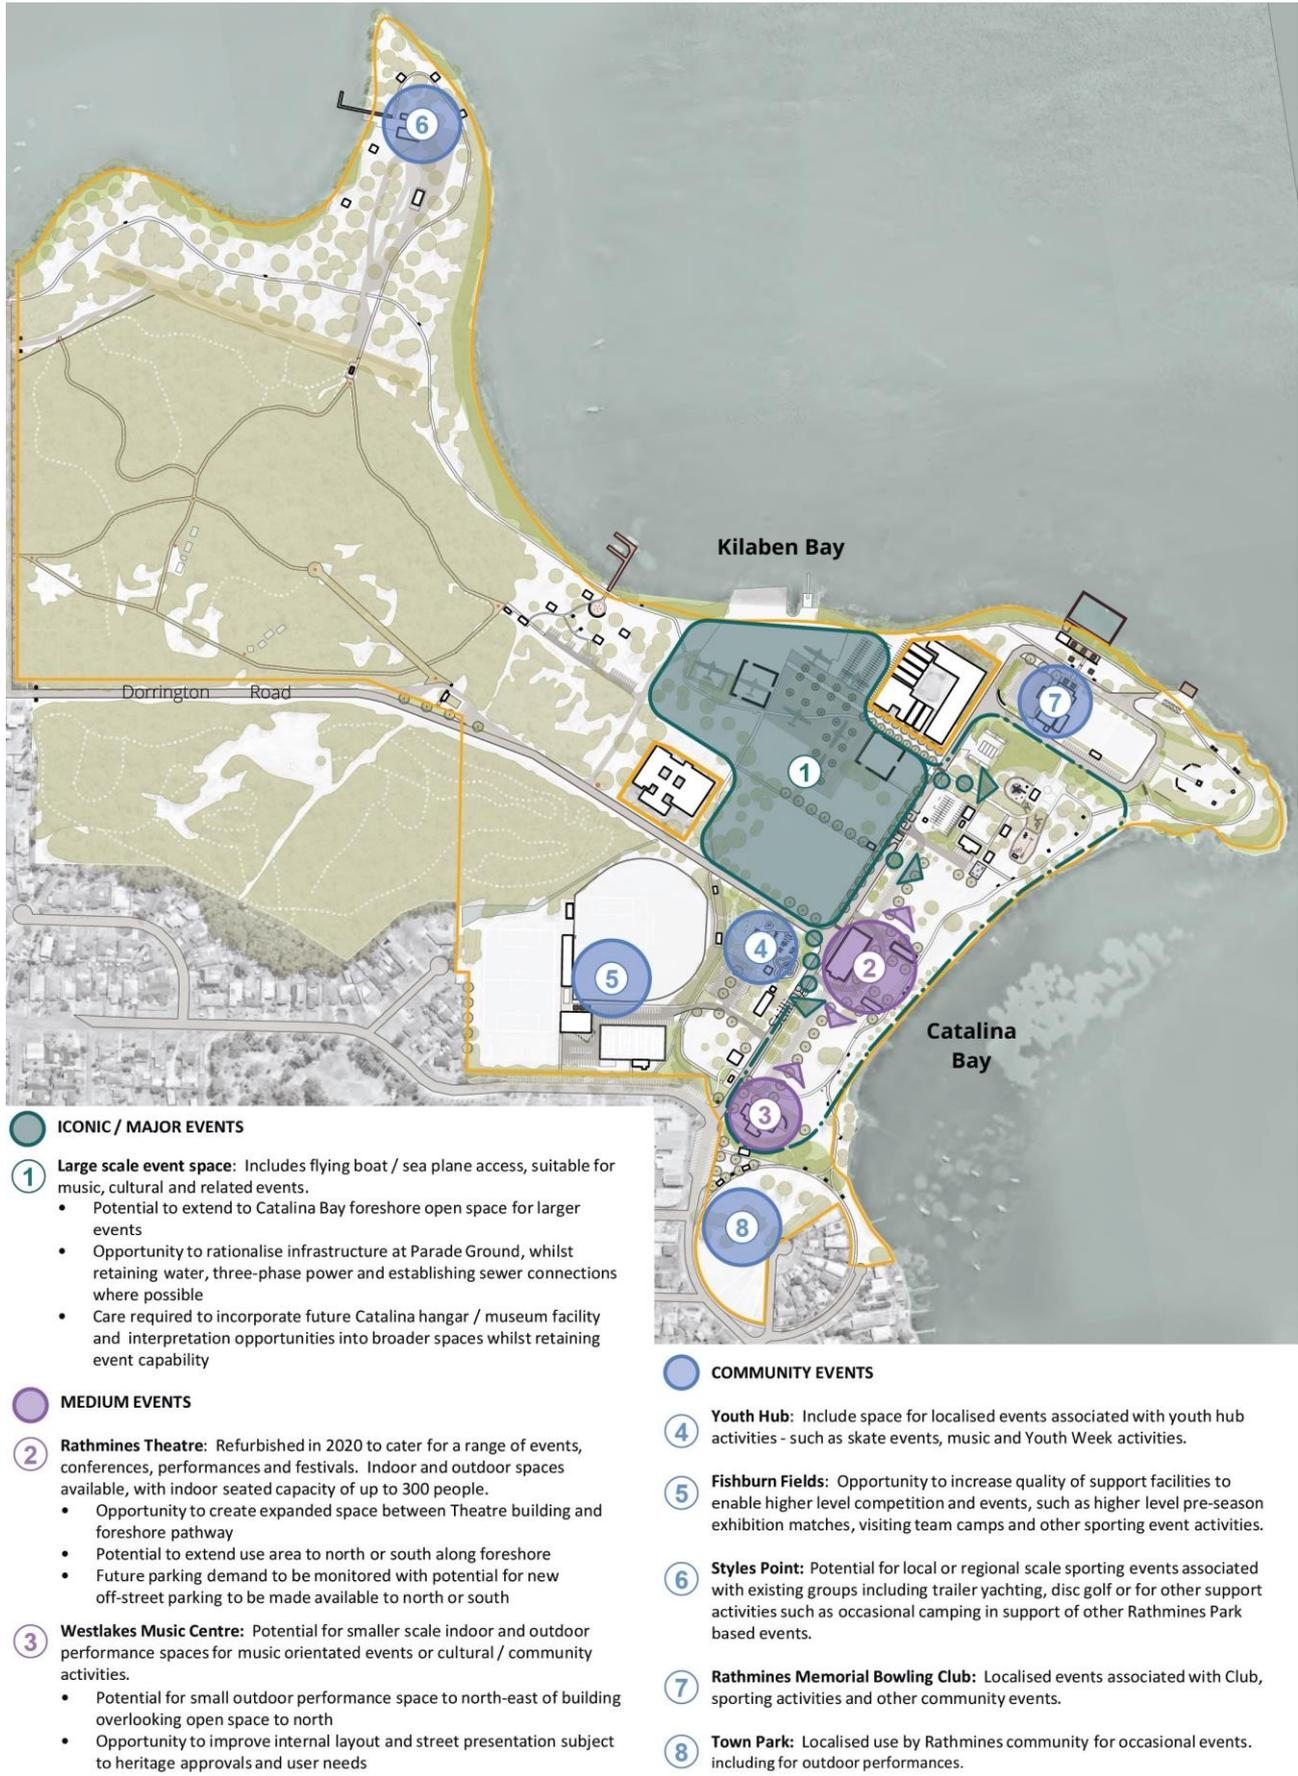 6
Kilaben Bay
Dorrington Road
7
1
4
2
5
Catalina
Bay
3
8
ICONIC / MAJOR EVENTS
1 Large scale event space: Includes flying boat / sea plane access, suitable for
music, cultural and related events.
• Potential to extend to Catalina Bay foreshore open space for larger
events
• Opportunity to rationalise infrastructure at Parade Ground, whilst
retaining water, three-phase power and establishing sewer connections
where possible
• Care required to incorporate future Catalina hangar / museum facility
and interpretation opportunities into broader spaces whilst retaining
event capability
MEDIUM EVENTS
2 Rathmines Theatre: Refurbished in 2020 to cater for a range of events,
conferences, performances and festivals. Indoor and outdoor spaces
available, with indoor seated capacity of up to 300 people.
• Opportunity to create expanded space between Theatre building and
foreshore pathway
• Potential to extend use area to north or south along foreshore
• Future parking demand to be monitored with potential for new
off-street parking to be made available to north or south
3 Westlakes Music Centre: Potential for smaller scale indoor and outdoor
performance spaces for music orientated events or cultural / community
activities.
• Potential for small outdoor performance space to north-east of building
overlooking open space to north
• Opportunity to improve internal layout and street presentation subject
to heritage approvals and user needs
COMMUNITY EVENTS
4 Youth Hub: Include space for localised events associated with youth hub
activities - such as skate events, music and Youth Week activities.
5 Fishburn Fields: Opportunity to increase quality of support facilities to
enable higher level competition and events, such as higher level pre-season
exhibition matches, visiting team camps and other sporting event activities.
6 Styles Point: Potential for local or regional scale sporting events associated
with existing groups including trailer yachting, disc golf or for other support
activities such as occasional camping in support of other Rathmines Park
based events.
7 Rathmines Memorial Bowling Club: Localised events associated with Club,
sporting activities and other community events.
8 Town Park: Localised use by Rathmines community for occasional events.
including for outdoor performances.